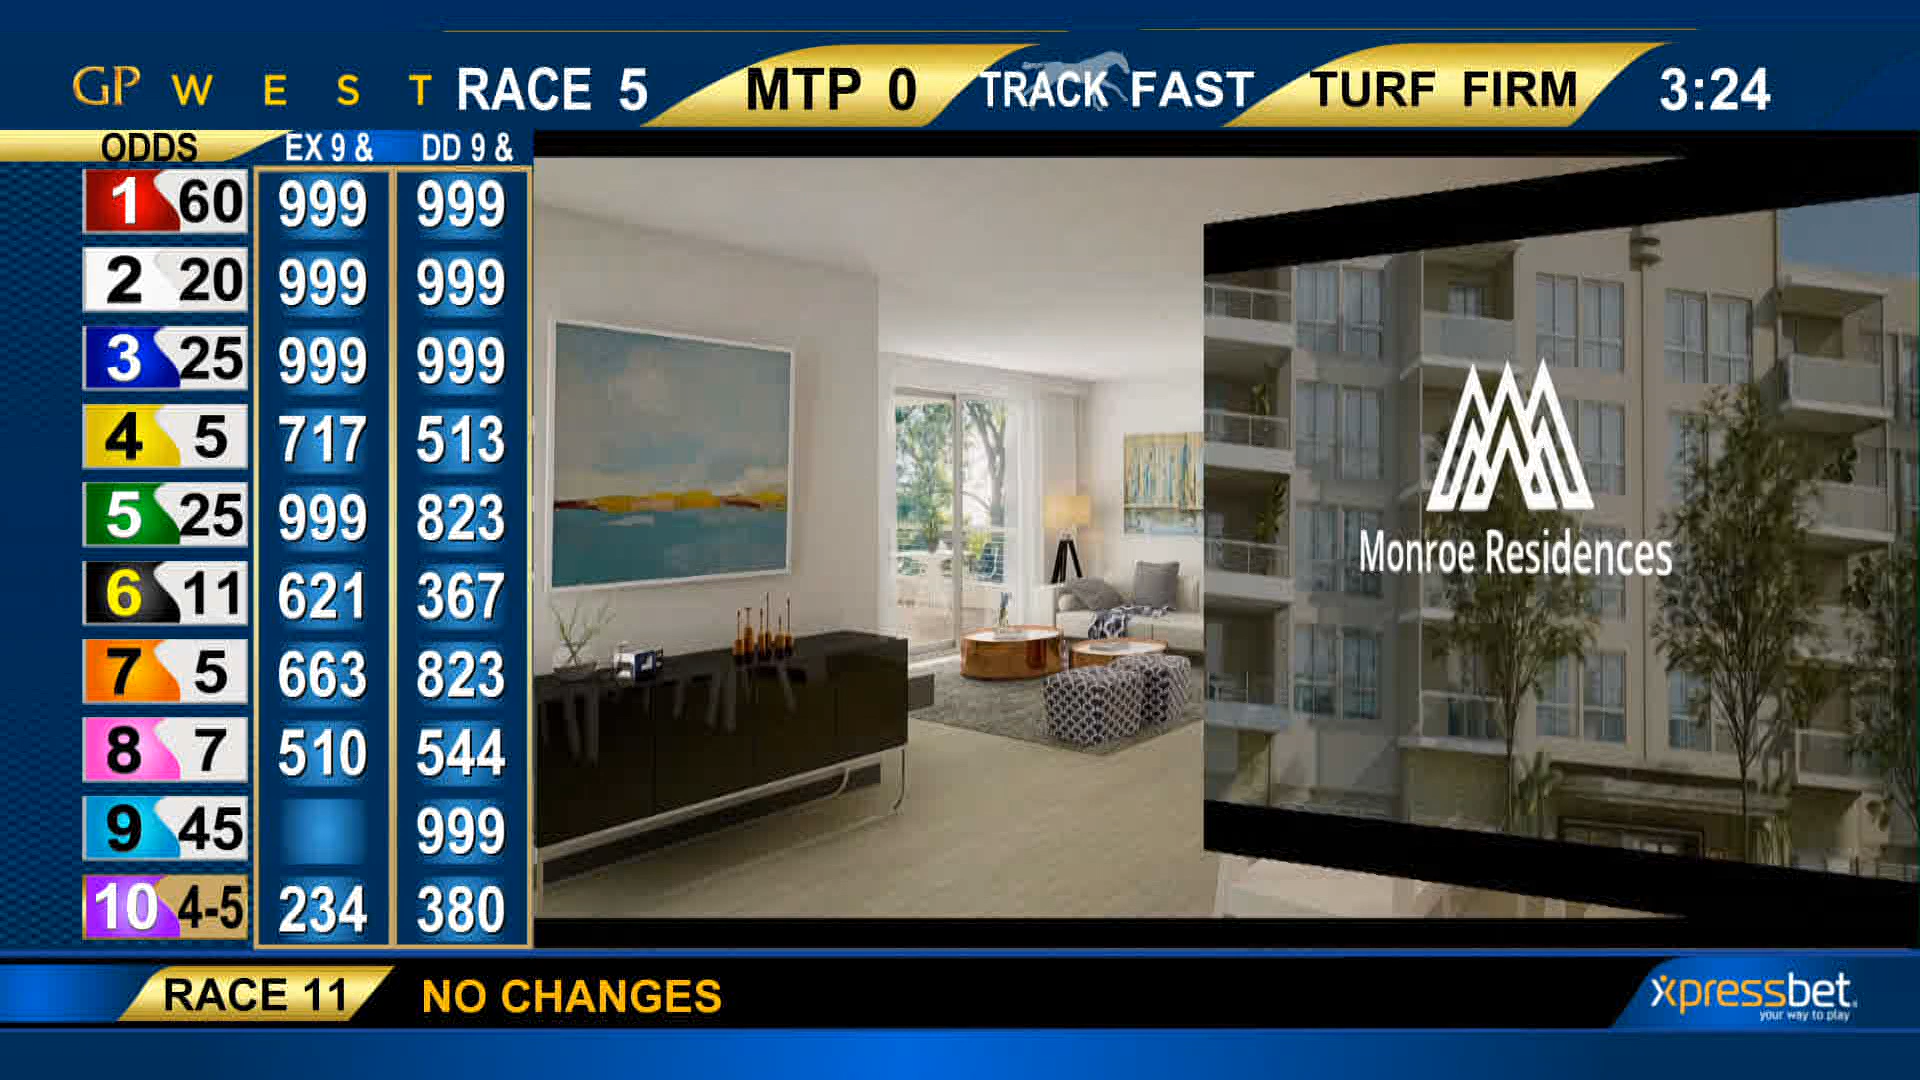 GP WEST RACE 5 MTP 0 TRACK FAST TURF FIRM 3:24
ODDS EX 9 & DD 9 &
1 60 999 999
2 20 999 999
3 25 999 999
4 5 717 513
5 25 999 823
6 11 621 367
7 5 663 823
8 7 510 544
9 45 999
10 4-5 234 380
Monroe Residences
RACE 11 NO CHANGES
xpressbet.
your way to play